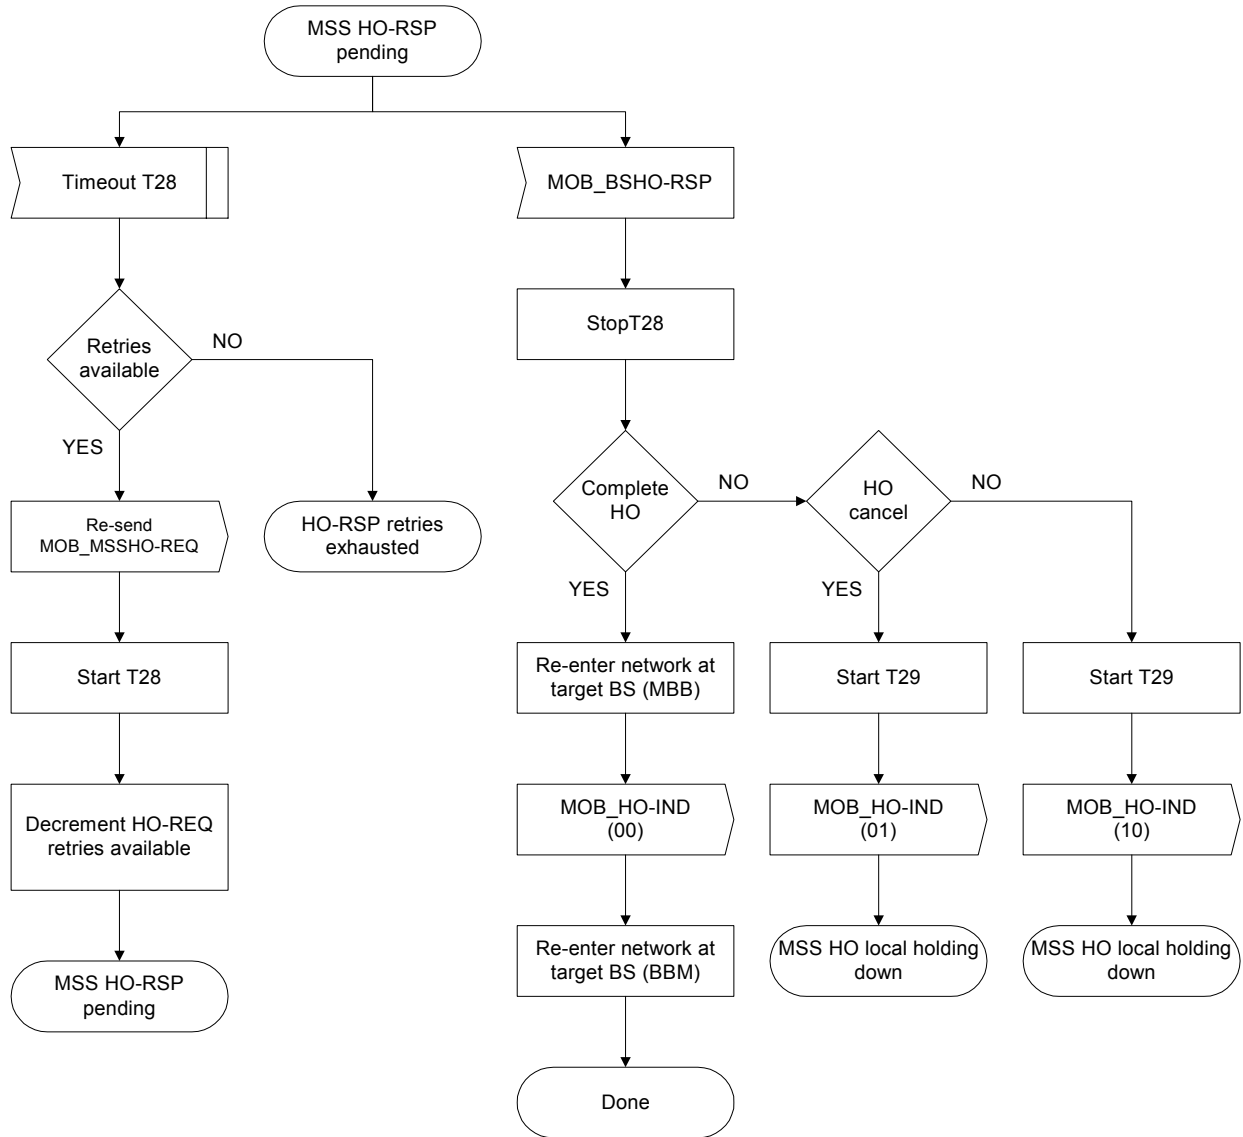 MSS HO-RSP
pending
Timeout T28
MOB_BSHO-RSP
StopT28
Retries
available
NO
YES
Complete
HO
NO
HO
cancel
NO
YES
YES
Re-send
MOB_MSSHO-REQ
HO-RSP retries
exhausted
Start T28
Re-enter network at
target BS (MBB)
Start T29
Start T29
Decrement HO-REQ
retries available
MOB_HO-IND
(00)
MOB_HO-IND
(01)
MOB_HO-IND
(10)
MSS HO-RSP
pending
Re-enter network at
target BS (BBM)
MSS HO local holding
down
MSS HO local holding
down
Done